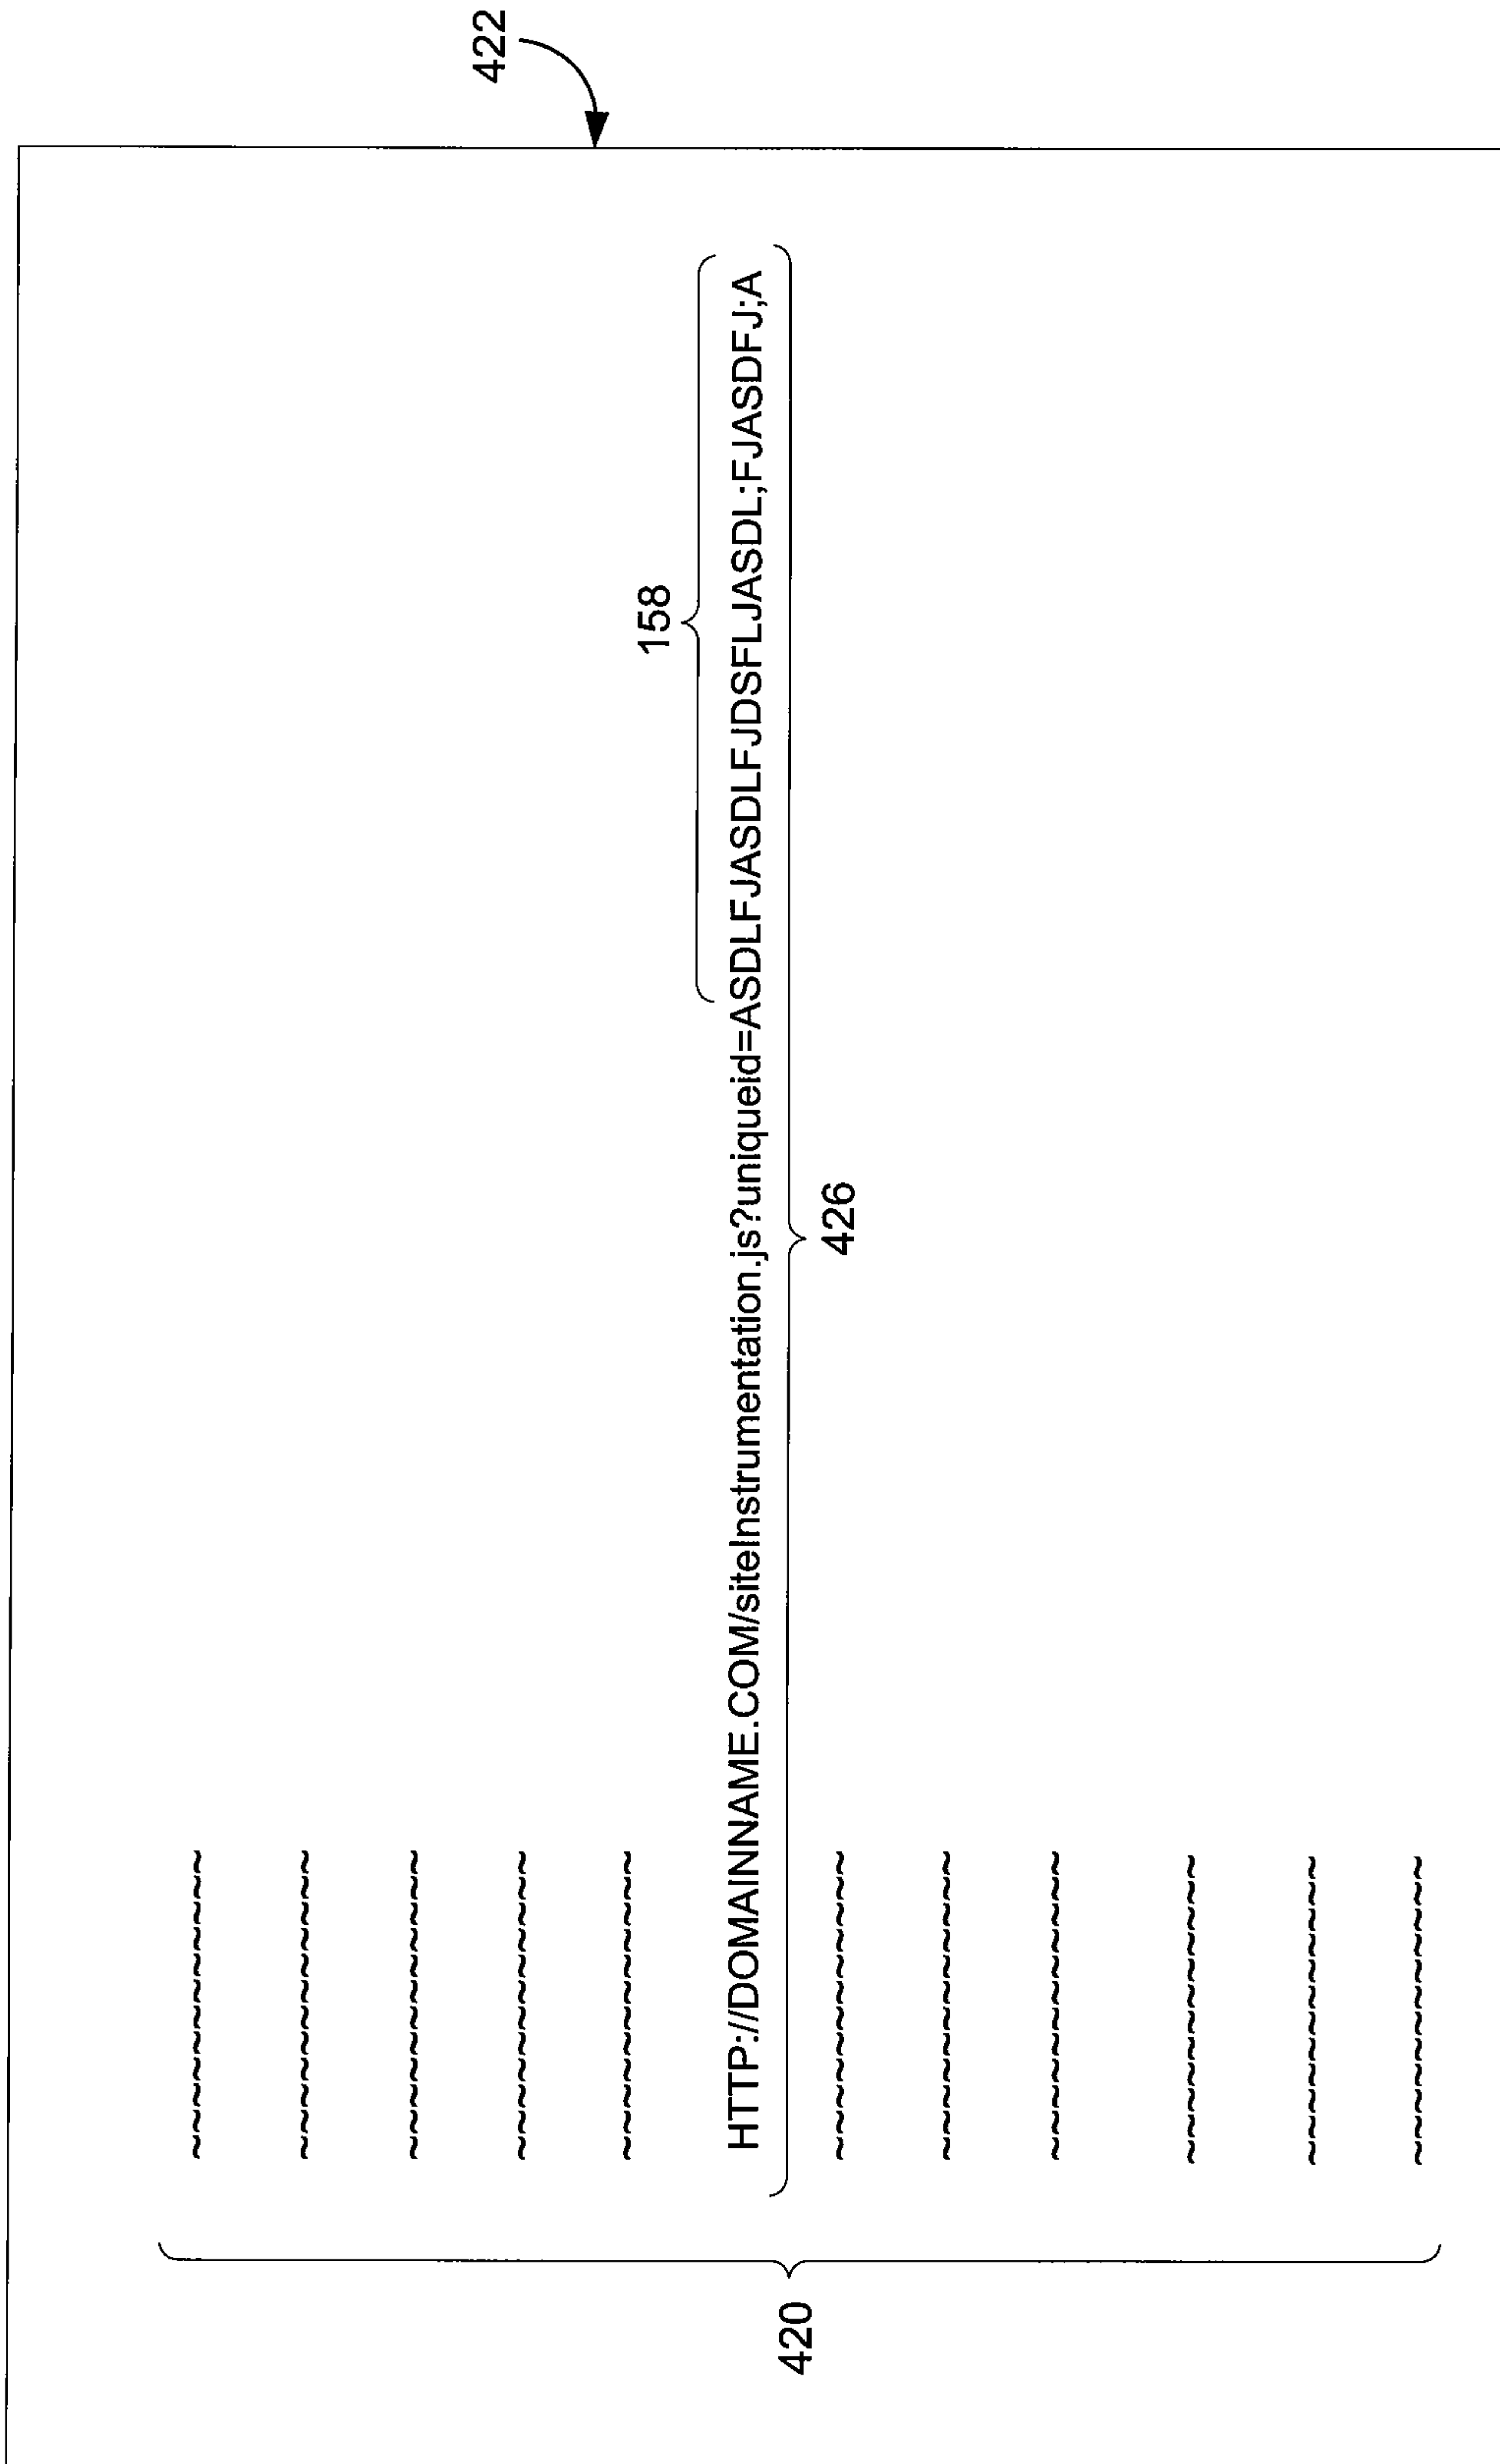 422
158
HTTP://DOMAINNAME.COM/siteInstrumentation.js?uniqueid=ASDLFJASDLFJDSFLJASDL;FJASDFJ;A
420
426